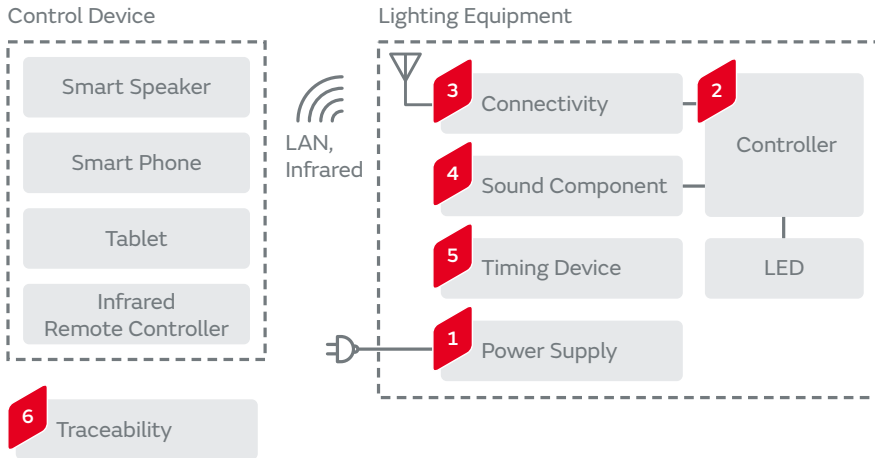 Control Device
Smart Speaker
Smart Phone
Tablet
Infrared
Remote Controller
6
Traceability
LAN,
Infrared
Lighting Equipment
3
Connectivity
2
Controller
4
Sound Component
5
Timing Device
LED
1
Power Supply